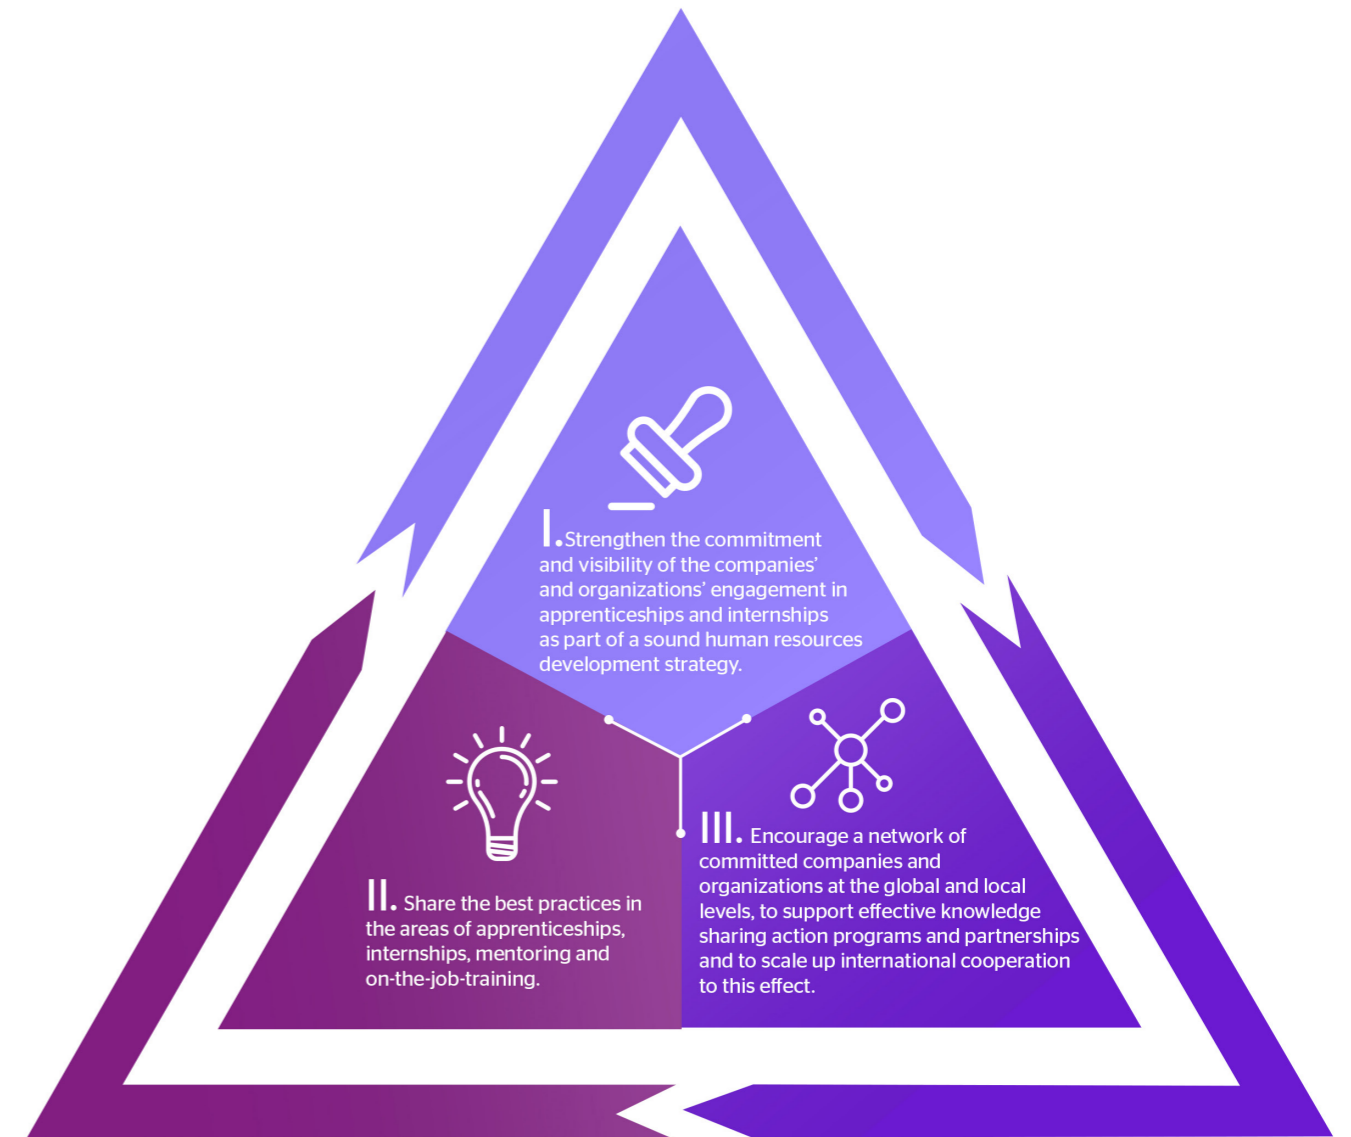 I. Strengthen the commitment
and visibility of the companies’
and organizations’ engagement in
apprenticeships and internships
as part of a sound human resources
development strategy.
II. Share the best practices in
the areas of apprenticeships,
internships, mentoring and
on-the-job-training.
III. Encourage a network of
committed companies and
organizations at the global and local
levels, to support effective knowledge
sharing action programs and partnerships
and to scale up international cooperation
to this effect.